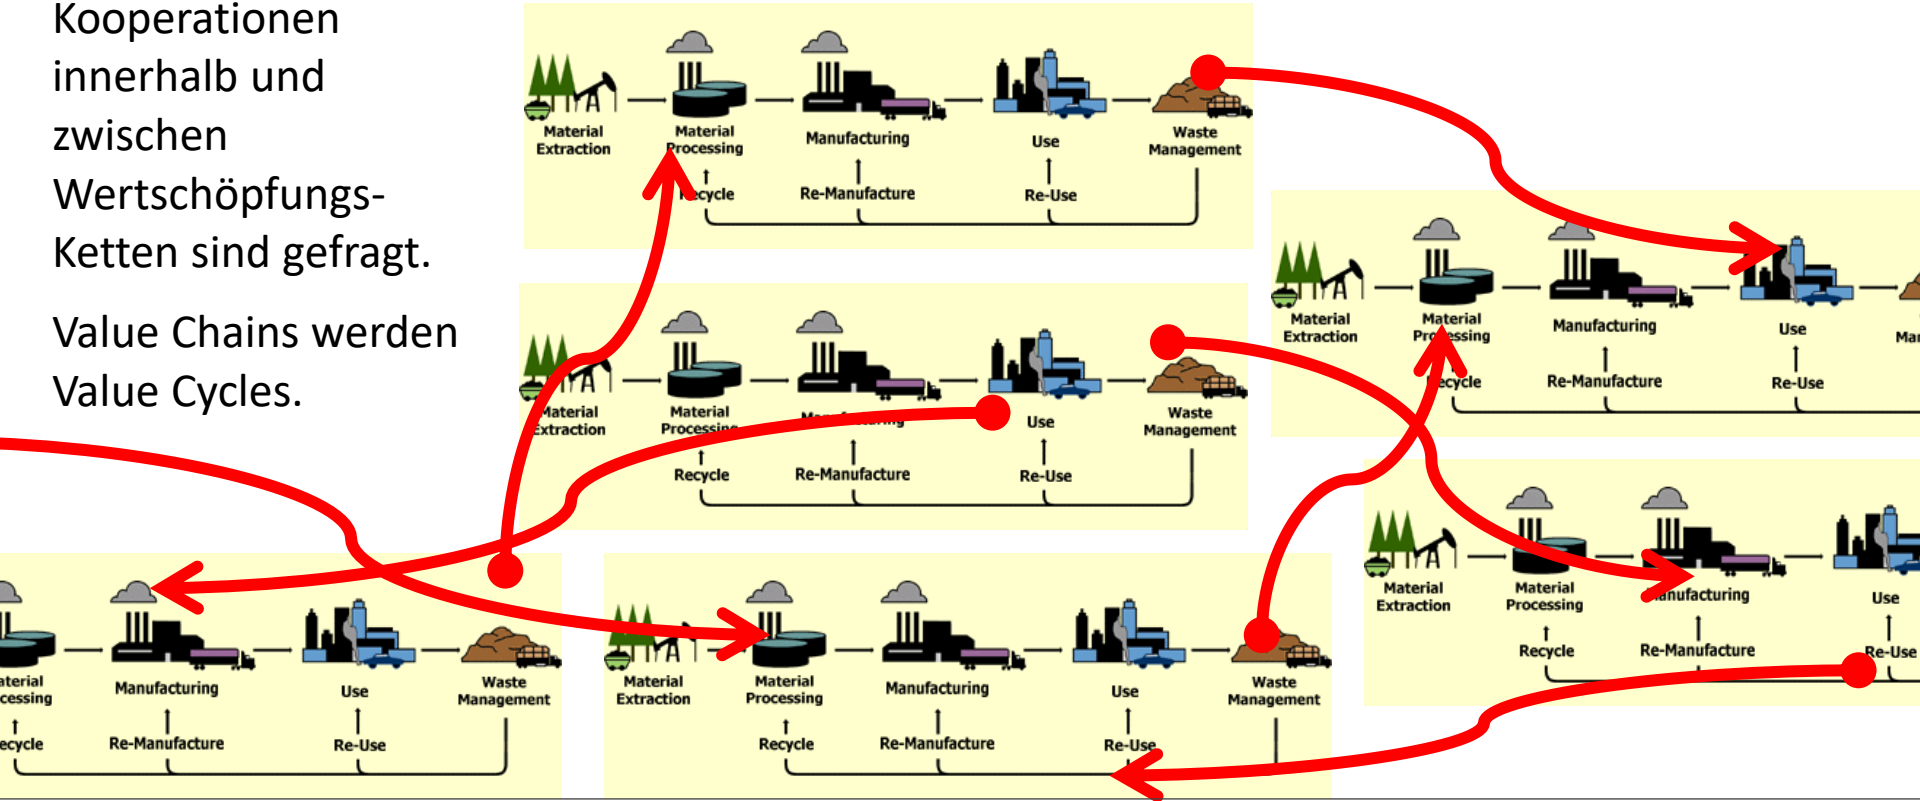 Kooperationen
innerhalb und
zwischen
Wertschöpfungs-
Ketten sind gefragt.
Value Chains werden
Value Cycles.
Material Extraction
Material Processing
Manufacturing
Use
Waste Management
Recycle
Re-Manufacture
Re-Use
Material Extraction
Material Processing
Manufacturing
Use
Waste Management
Recycle
Re-Manufacture
Re-Use
Material Extraction
Material Processing
Manufacturing
Use
Recycle
Re-Manufacture
Re-Use
Material Extraction
Material Processing
Manufacturing
Use
Recycle
Re-Manufacture
Re-Use
Manufacturing
Use
Waste Management
Re-Manufacture
Re-Use
Material Extraction
Material Processing
Manufacturing
Use
Waste Management
Recycle
Re-Manufacture
Re-Use